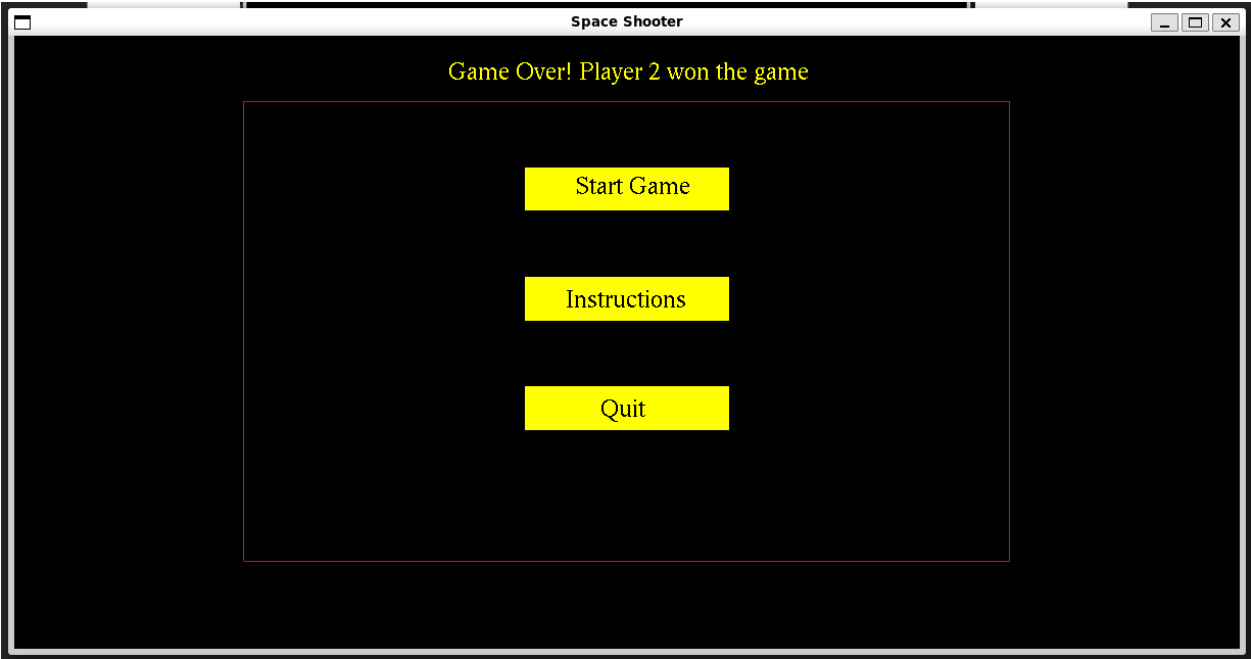 Space Shooter
Game Over! Player 2 won the game
Start Game
Instructions
Quit